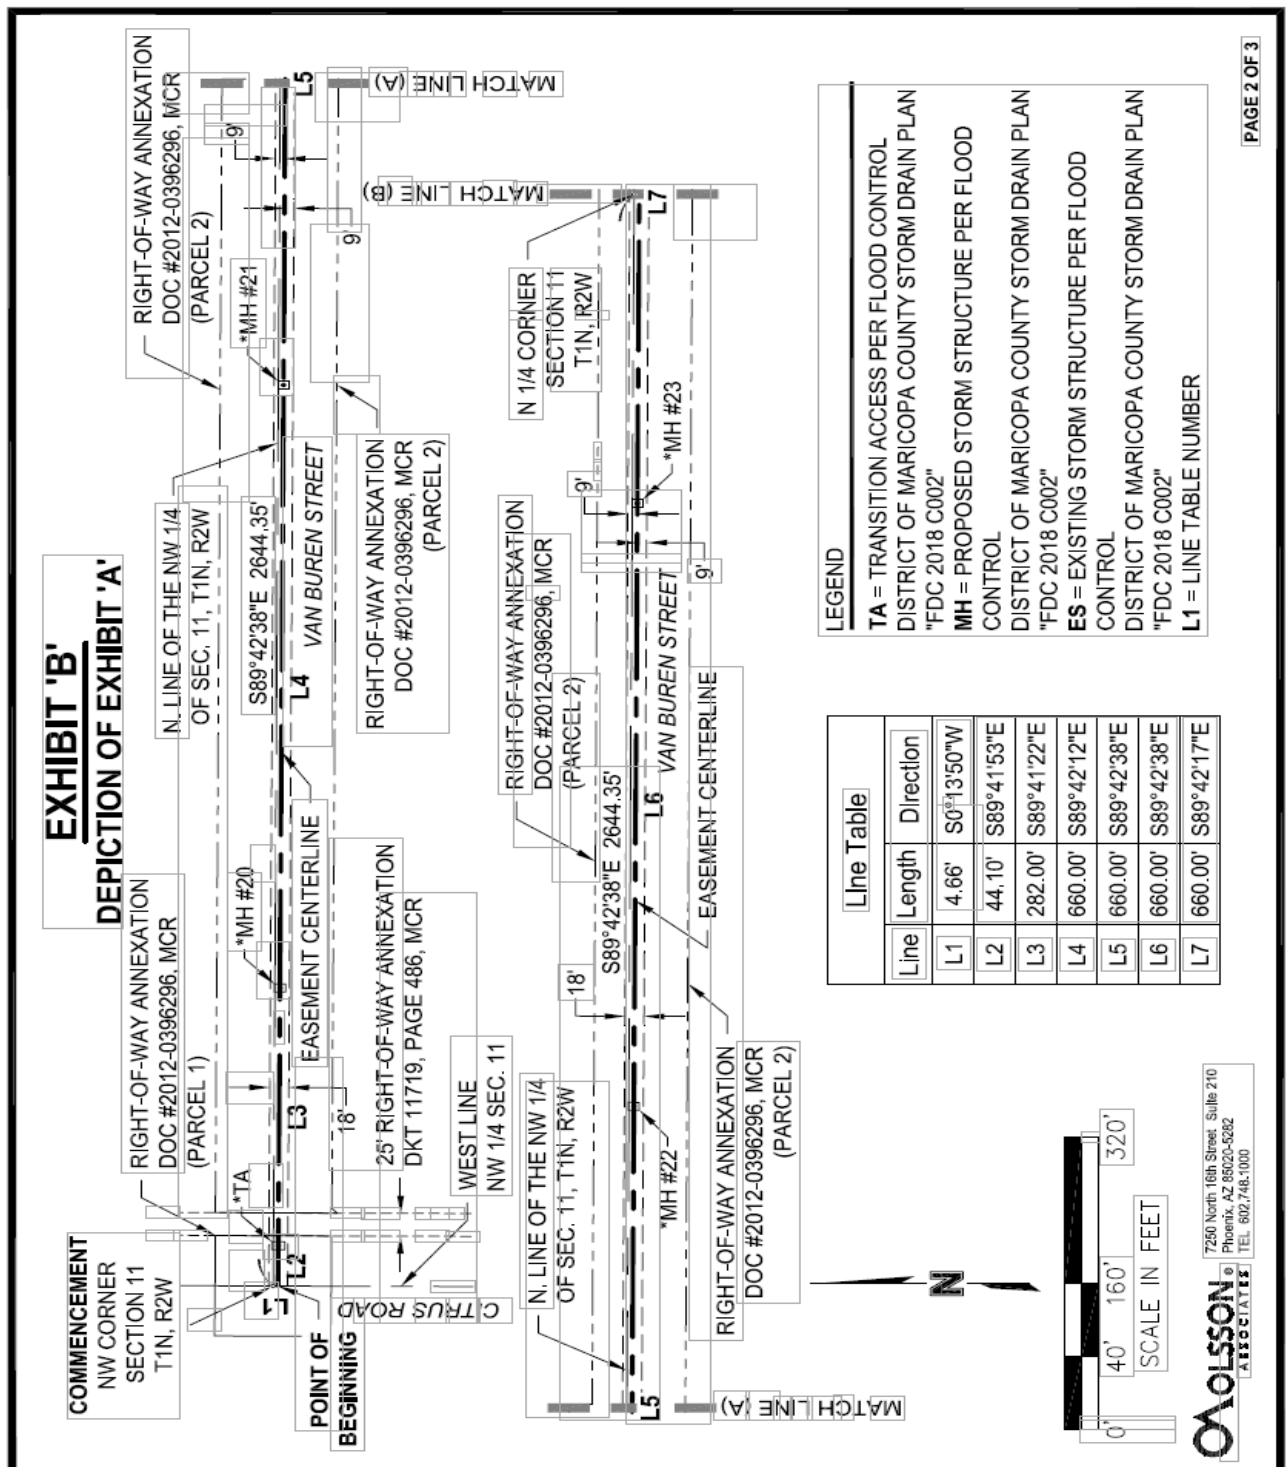 EXHIBIT 'B'
DEPICTION OF EXHIBIT 'A'
COMMENCEMENT
NW CORNER
SECTION 11
T1N, R2W
RIGHT-OF-WAY ANNEXATION
DOC #2012-0396296, MCR
(PARCEL 1)
N. LINE OF THE NW 1/4
OF SEC, 11, T1N, R2W
RIGHT-OF-WAY ANNEXATION
DOC #2012-0396296, MCR
(PARCEL 2)
*TA
*MH #20
S89°42'38"E 2644.35'
*MH #21
9'
L1
L2
L3
L4
L5
VAN BUREN STREET
9'
POINT OF
BEGINNING
CITRUS ROAD
18'
EASEMENT CENTERLINE
25' RIGHT-OF-WAY ANNEXATION
DKT 11719, PAGE 486, MCR
RIGHT-OF-WAY ANNEXATION
DOC #2012-0396296, MCR
(PARCEL 2)
MATCH LINE (A)
WEST LINE
NW 1/4 SEC. 11
N. LINE OF THE NW 1/4
OF SEC. 11, T1N, R2W
RIGHT-OF-WAY ANNEXATION
DOC #2012-0396296, MCR
(PARCEL 2)
N 1/4 CORNER
SECTION 11
T1N, R2W
MATCH LINE (B)
18'
S89°42'38"E 2644.35'
9'
L5
L6
L7
VAN BUREN STREET
*MH #22
*MH #23
9'
EASEMENT CENTERLINE
RIGHT-OF-WAY ANNEXATION
DOC #2012-0396296, MCR
(PARCEL 2)
MATCH LINE (A)
N
0' 40' 160' 320'
SCALE IN FEET
Line Table
Line Length Direction
L1 4.66' S0°13'50"W
L2 44.10' S89°41'53"E
L3 282.00' S89°41'22"E
L4 660.00' S89°42'12"E
L5 660.00' S89°42'38"E
L6 660.00' S89°42'38"E
L7 660.00' S89°42'17"E
LEGEND
TA = TRANSITION ACCESS PER FLOOD CONTROL
DISTRICT OF MARICOPA COUNTY STORM DRAIN PLAN
"FDC 2018 C002"
MH = PROPOSED STORM STRUCTURE PER FLOOD
CONTROL
DISTRICT OF MARICOPA COUNTY STORM DRAIN PLAN
"FDC 2018 C002"
ES = EXISTING STORM STRUCTURE PER FLOOD
CONTROL
DISTRICT OF MARICOPA COUNTY STORM DRAIN PLAN
"FDC 2018 C002"
L1 = LINE TABLE NUMBER
OLSSON ®
ASSOCIATES
7250 North 16th Street Suite 210
Phoenix, AZ 85020-5282
TEL 602.748.1000
PAGE 2 OF 3